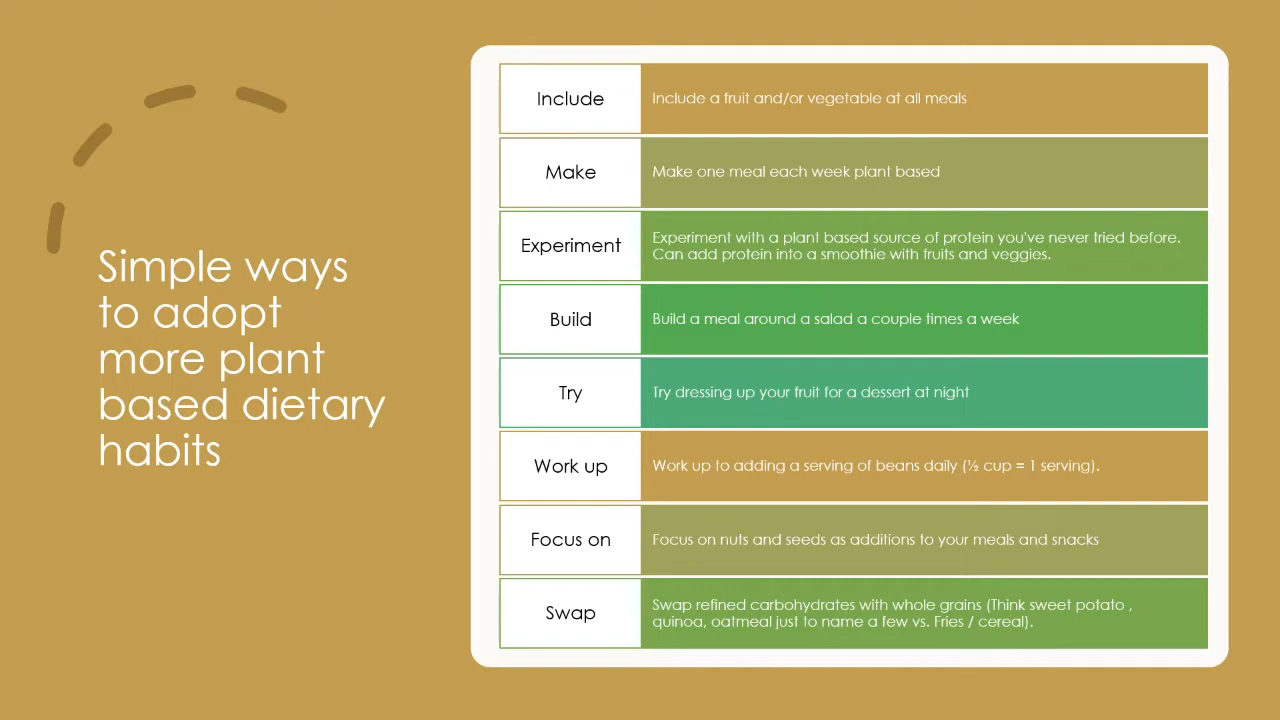 Simple ways
to adopt
more plant
based dietary
habits
Include
Include a fruit and/or vegetable at all meals
Make
Make one meal each week plant based
Experiment
Experiment with a plant based source of protein you've never tried before.
Can add protein into a smoothie with fruits and veggies.
Build
Build a meal around a salad a couple times a week
Try
Try dressing up your fruit for a dessert at night
Work up
Work up to adding a serving of beans daily (½ cup = 1 serving).
Focus on
Focus on nuts and seeds as additions to your meals and snacks
Swap
Swap refined carbohydrates with whole grains (Think sweet potato ,
quinoa, oatmeal just to name a few vs. Fries / cereal).